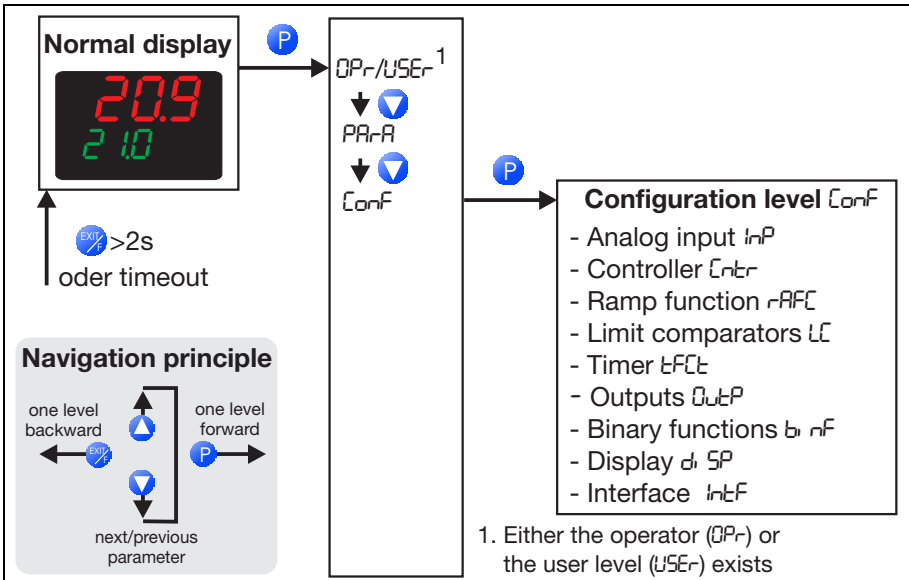 Normal display
20.9
21.0
P
OPr/USEr 1
PArA
ConF
EXIT/F >2s
oder timeout
P
Configuration level ConF
- Analog input InP
- Controller Cntr
- Ramp function rAFC
- Limit comparators LC
- Timer tFCt
- Outputs OutP
- Binary functions binF
- Display diSP
- Interface IntF
Navigation principle
one level
backward
EXIT/F
one level
forward
P
next/previous
parameter
1. Either the operator (OPr) or
the user level (USEr) exists